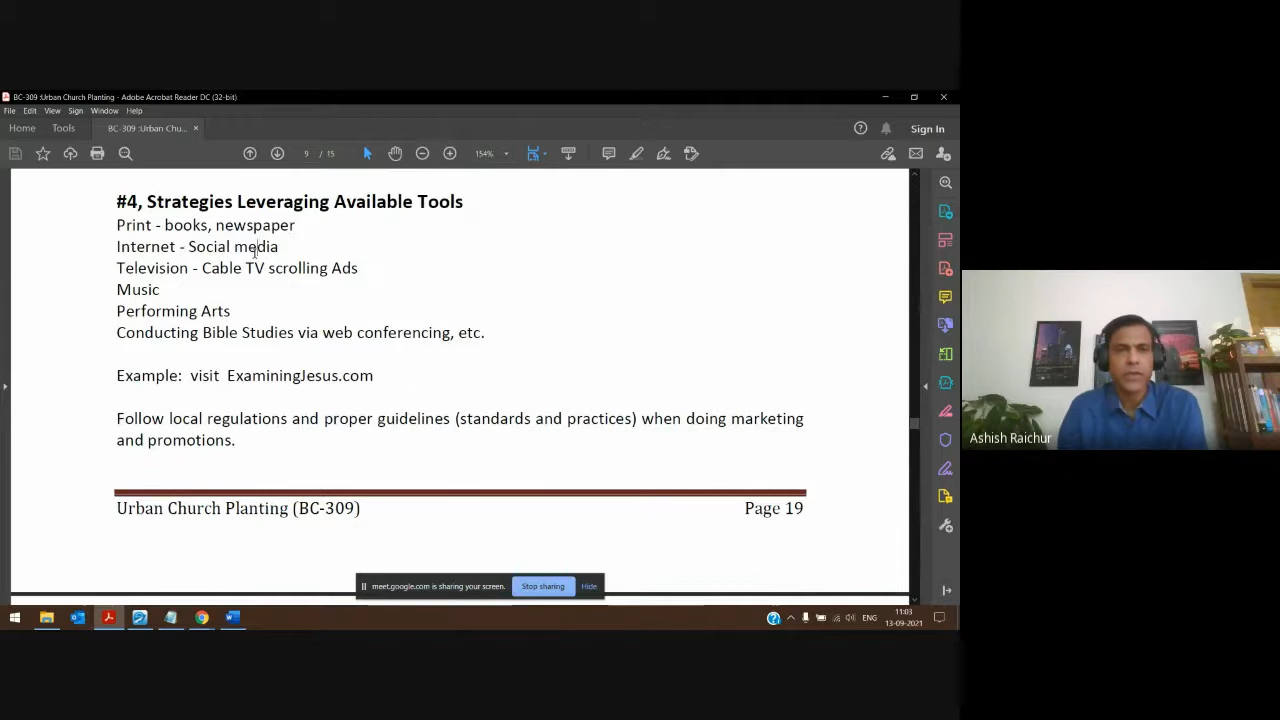 BC-309 :Urban Church Planting - Adobe Acrobat Reader DC (32-bit)
File Edit View Sign Window Help
Home Tools BC-309 :Urban Chu... × Sign In
9 / 15 154%
#4, Strategies Leveraging Available Tools
Print - books, newspaper
Internet - Social media
Television - Cable TV scrolling Ads
Music
Performing Arts
Conducting Bible Studies via web conferencing, etc.
Example: visit ExaminingJesus.com
Follow local regulations and proper guidelines (standards and practices) when doing marketing
and promotions.
Urban Church Planting (BC-309) Page 19
meet.google.com is sharing your screen. Stop sharing Hide
ENG 11:03
13-09-2021
Ashish Raichur